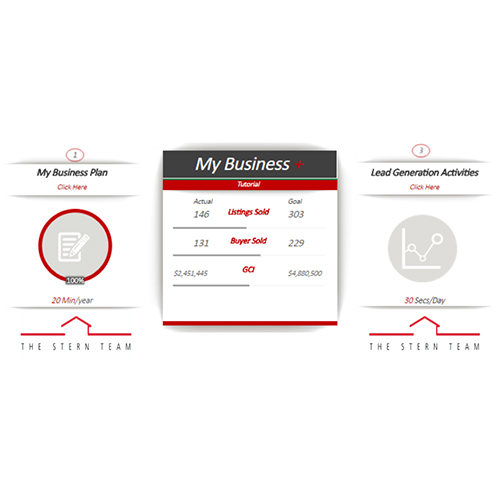 1
My Business Plan
Click Here
100%
20 Min/year
THE STERN TEAM
My Business +
Tutorial
Actual Goal
146 Listings Sold 303
131 Buyer Sold 229
$2,451,445 GCI $4,880,500
3
Lead Generation Activities
Click Here
30 Secs/Day
THE STERN TEAM